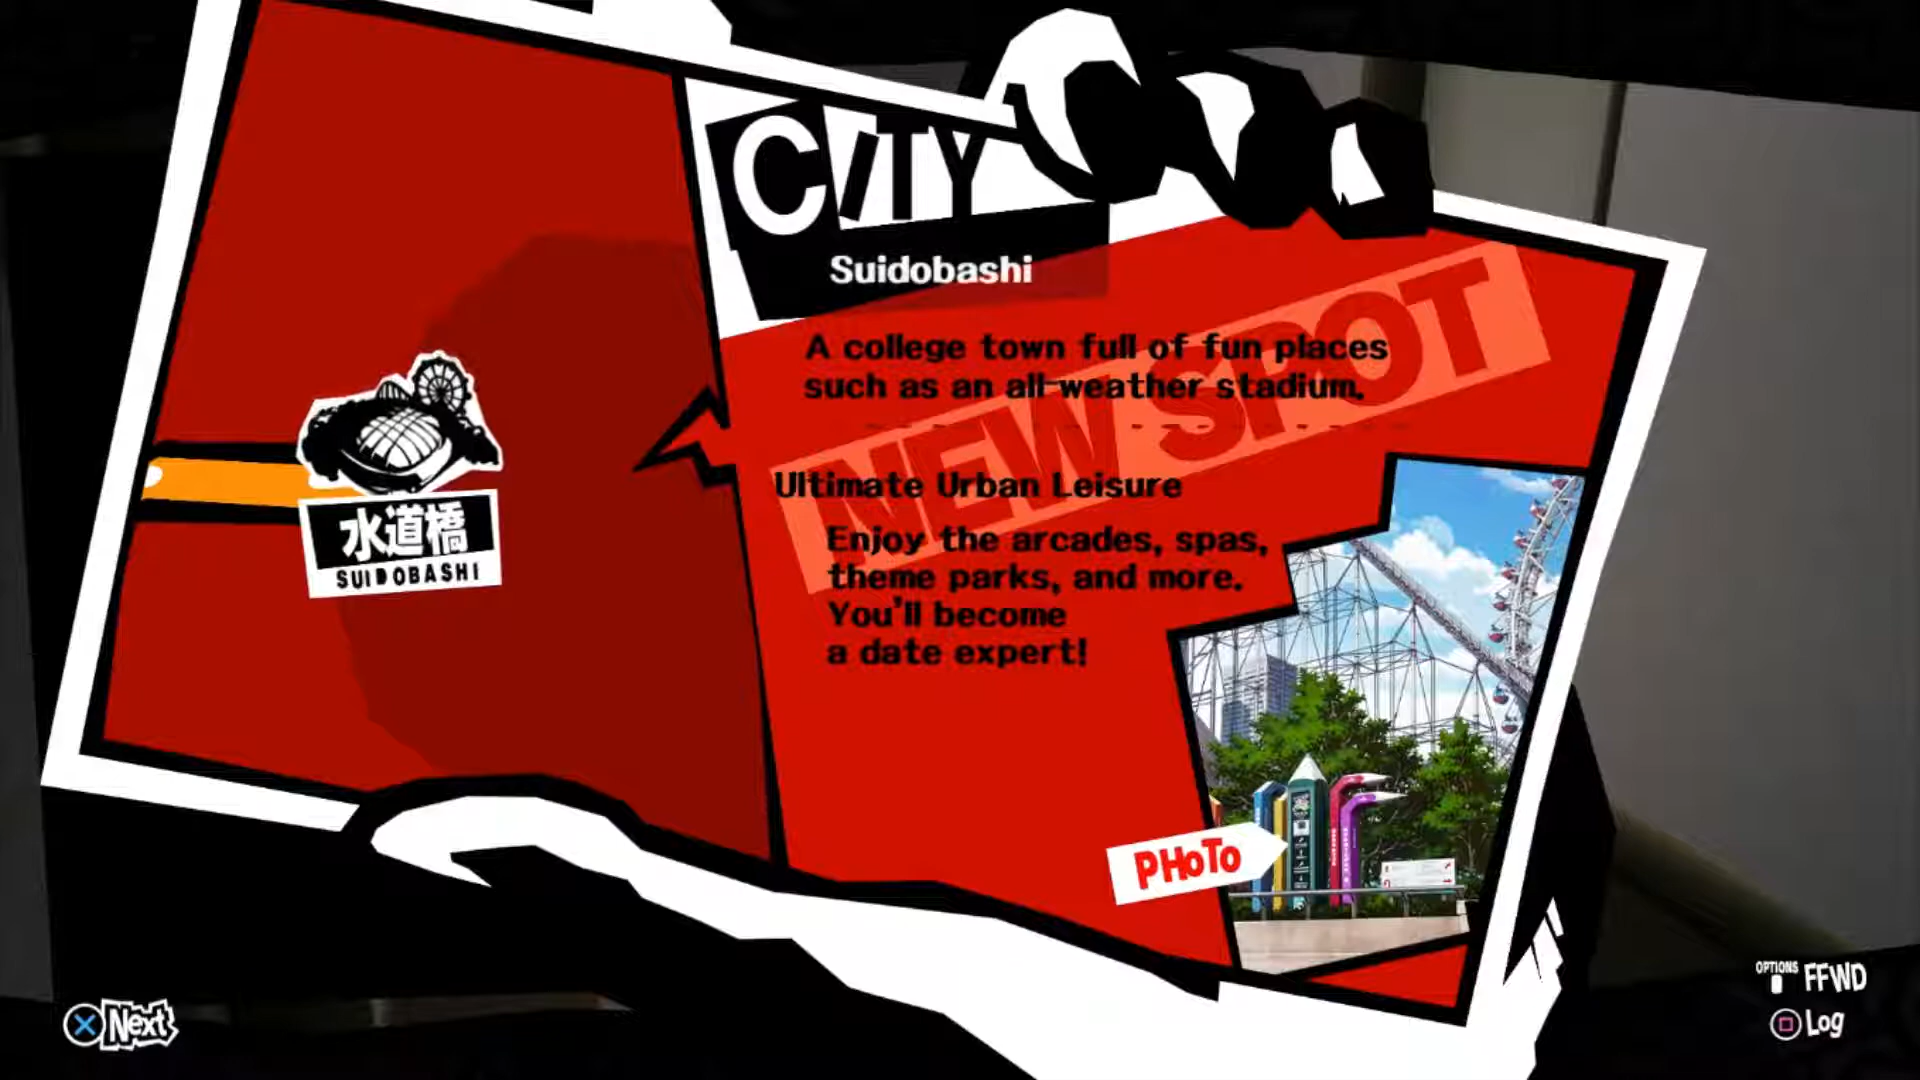 CITY
Suidobashi
NEW SPOT
A college town full of fun places
such as an all-weather stadium.
Ultimate Urban Leisure
Enjoy the arcades, spas,
theme parks, and more.
You'll become
a date expert!
水道橋
SUIDOBASHI
PHoTo
Next
OPTIONS
FFWD
Log